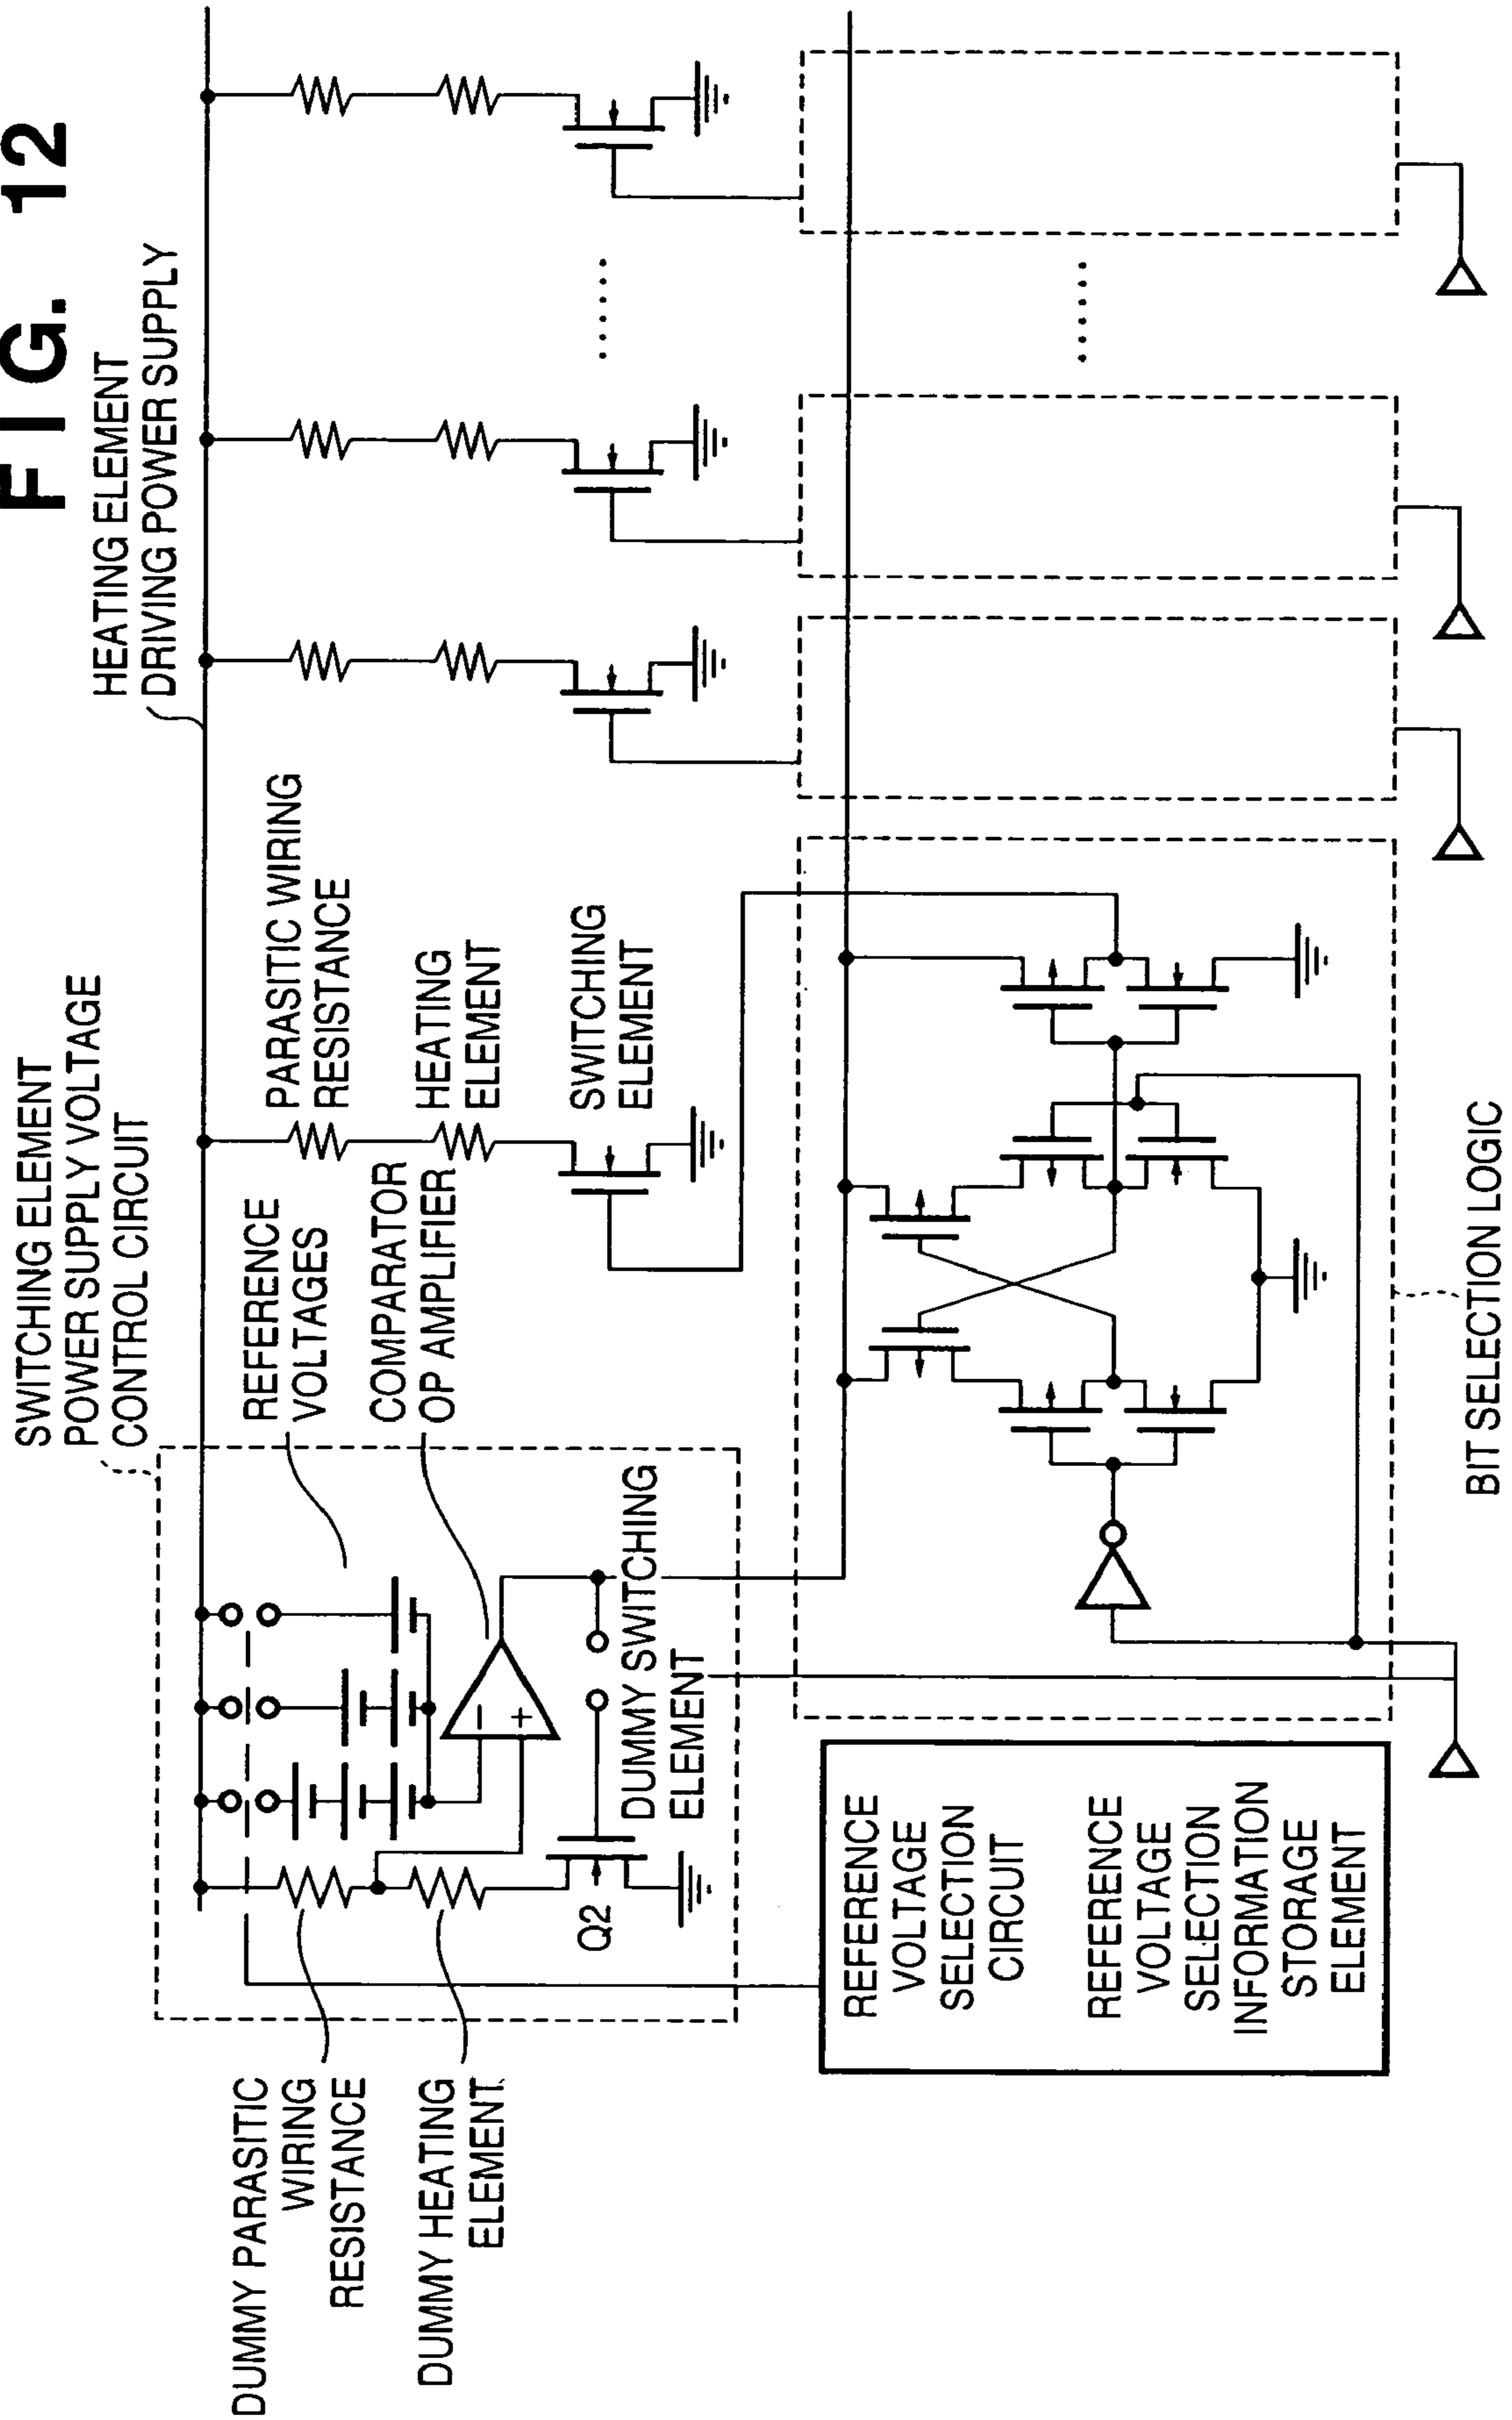 FIG. 12
HEATING ELEMENT
DRIVING POWER SUPPLY
SWITCHING ELEMENT
POWER SUPPLY VOLTAGE
CONTROL CIRCUIT
REFERENCE
VOLTAGES
COMPARATOR
OP AMPLIFIER
PARASITIC WIRING
RESISTANCE
HEATING
ELEMENT
SWITCHING
ELEMENT
DUMMY PARASITIC
WIRING
RESISTANCE
DUMMY HEATING
ELEMENT
Q2
DUMMY SWITCHING
ELEMENT
− 
+
REFERENCE
VOLTAGE
SELECTION
CIRCUIT
REFERENCE
VOLTAGE
SELECTION
INFORMATION
STORAGE
ELEMENT
BIT SELECTION LOGIC